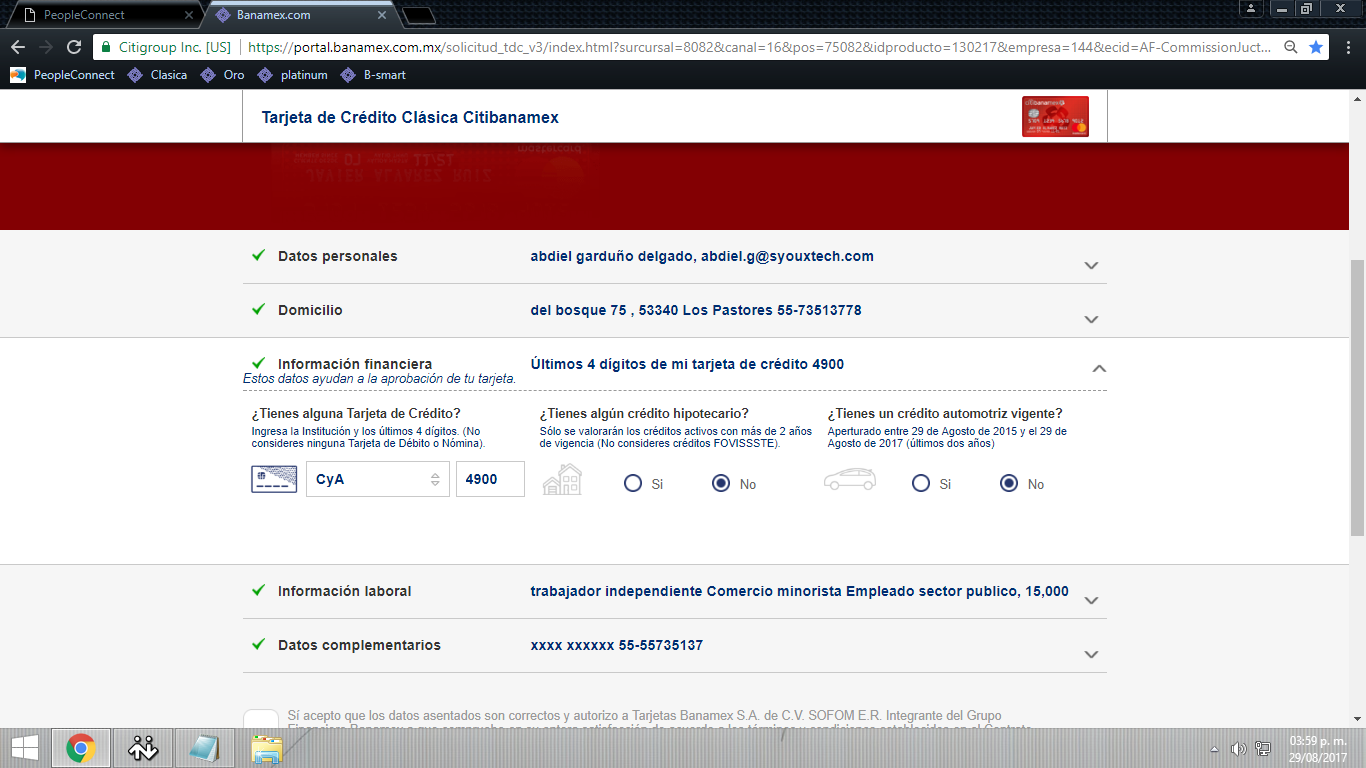 PeopleConnect
Banamex.com
Citigroup Inc. [US]
https://portal.banamex.com.mx/solicitud_tdc_v3/index.html?surcursal=8082&canal=16&pos=75082&idproducto=130217&empresa=144&ecid=AF-CommissionJuct...
PeopleConnect
Clasica
Oro
platinum
B-smart
Tarjeta de Crédito Clásica Citibanamex
citibanamex
mastercard
11/21
JAVIER ALVAREZ RUIZ
Datos personales
abdiel garduño delgado, abdiel.g@syouxtech.com
Domicilio
del bosque 75 , 53340 Los Pastores 55-73513778
Información financiera
Últimos 4 dígitos de mi tarjeta de crédito 4900
Estos datos ayudan a la aprobación de tu tarjeta.
¿Tienes alguna Tarjeta de Crédito?
Ingresa la Institución y los últimos 4 dígitos. (No
consideres ninguna Tarjeta de Débito o Nómina).
CyA
4900
¿Tienes algún crédito hipotecario?
Sólo se valorarán los créditos activos con más de 2 años
de vigencia (No consideres créditos FOVISSSTE).
Si
No
¿Tienes un crédito automotriz vigente?
Aperturado entre 29 de Agosto de 2015 y el 29 de
Agosto de 2017 (últimos dos años)
Si
No
Información laboral
trabajador independiente Comercio minorista Empleado sector publico, 15,000
Datos complementarios
xxxx xxxxxx 55-55735137
Sí acepto que los datos asentados son correctos y autorizo a Tarjetas Banamex S.A. de C.V. SOFOM E.R. Integrante del Grupo
03:59 p. m.
29/08/2017